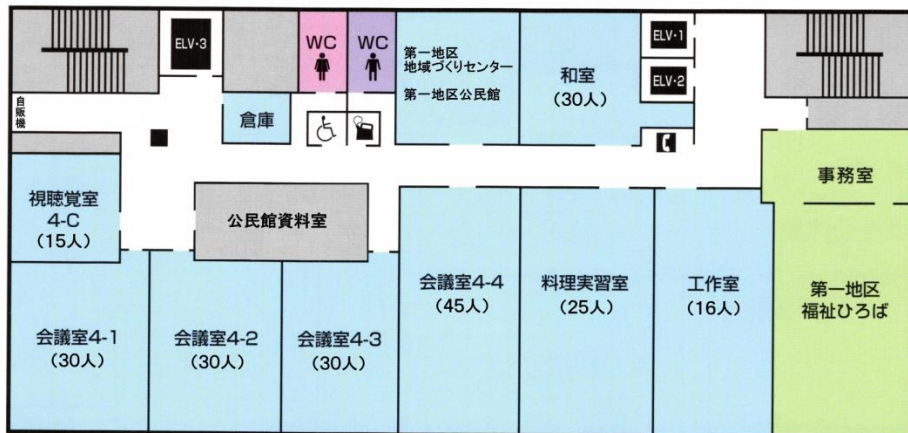 ELV・3
WC
WC
第一地区
地域づくりセンター
第一地区公民館
和室
（30人）
ELV・1
ELV・2
自販機
倉庫
視聴覚室
4-C
（15人）
公民館資料室
事務室
会議室4-1
（30人）
会議室4-2
（30人）
会議室4-3
（30人）
会議室4-4
（45人）
料理実習室
（25人）
工作室
（16人）
第一地区
福祉ひろば